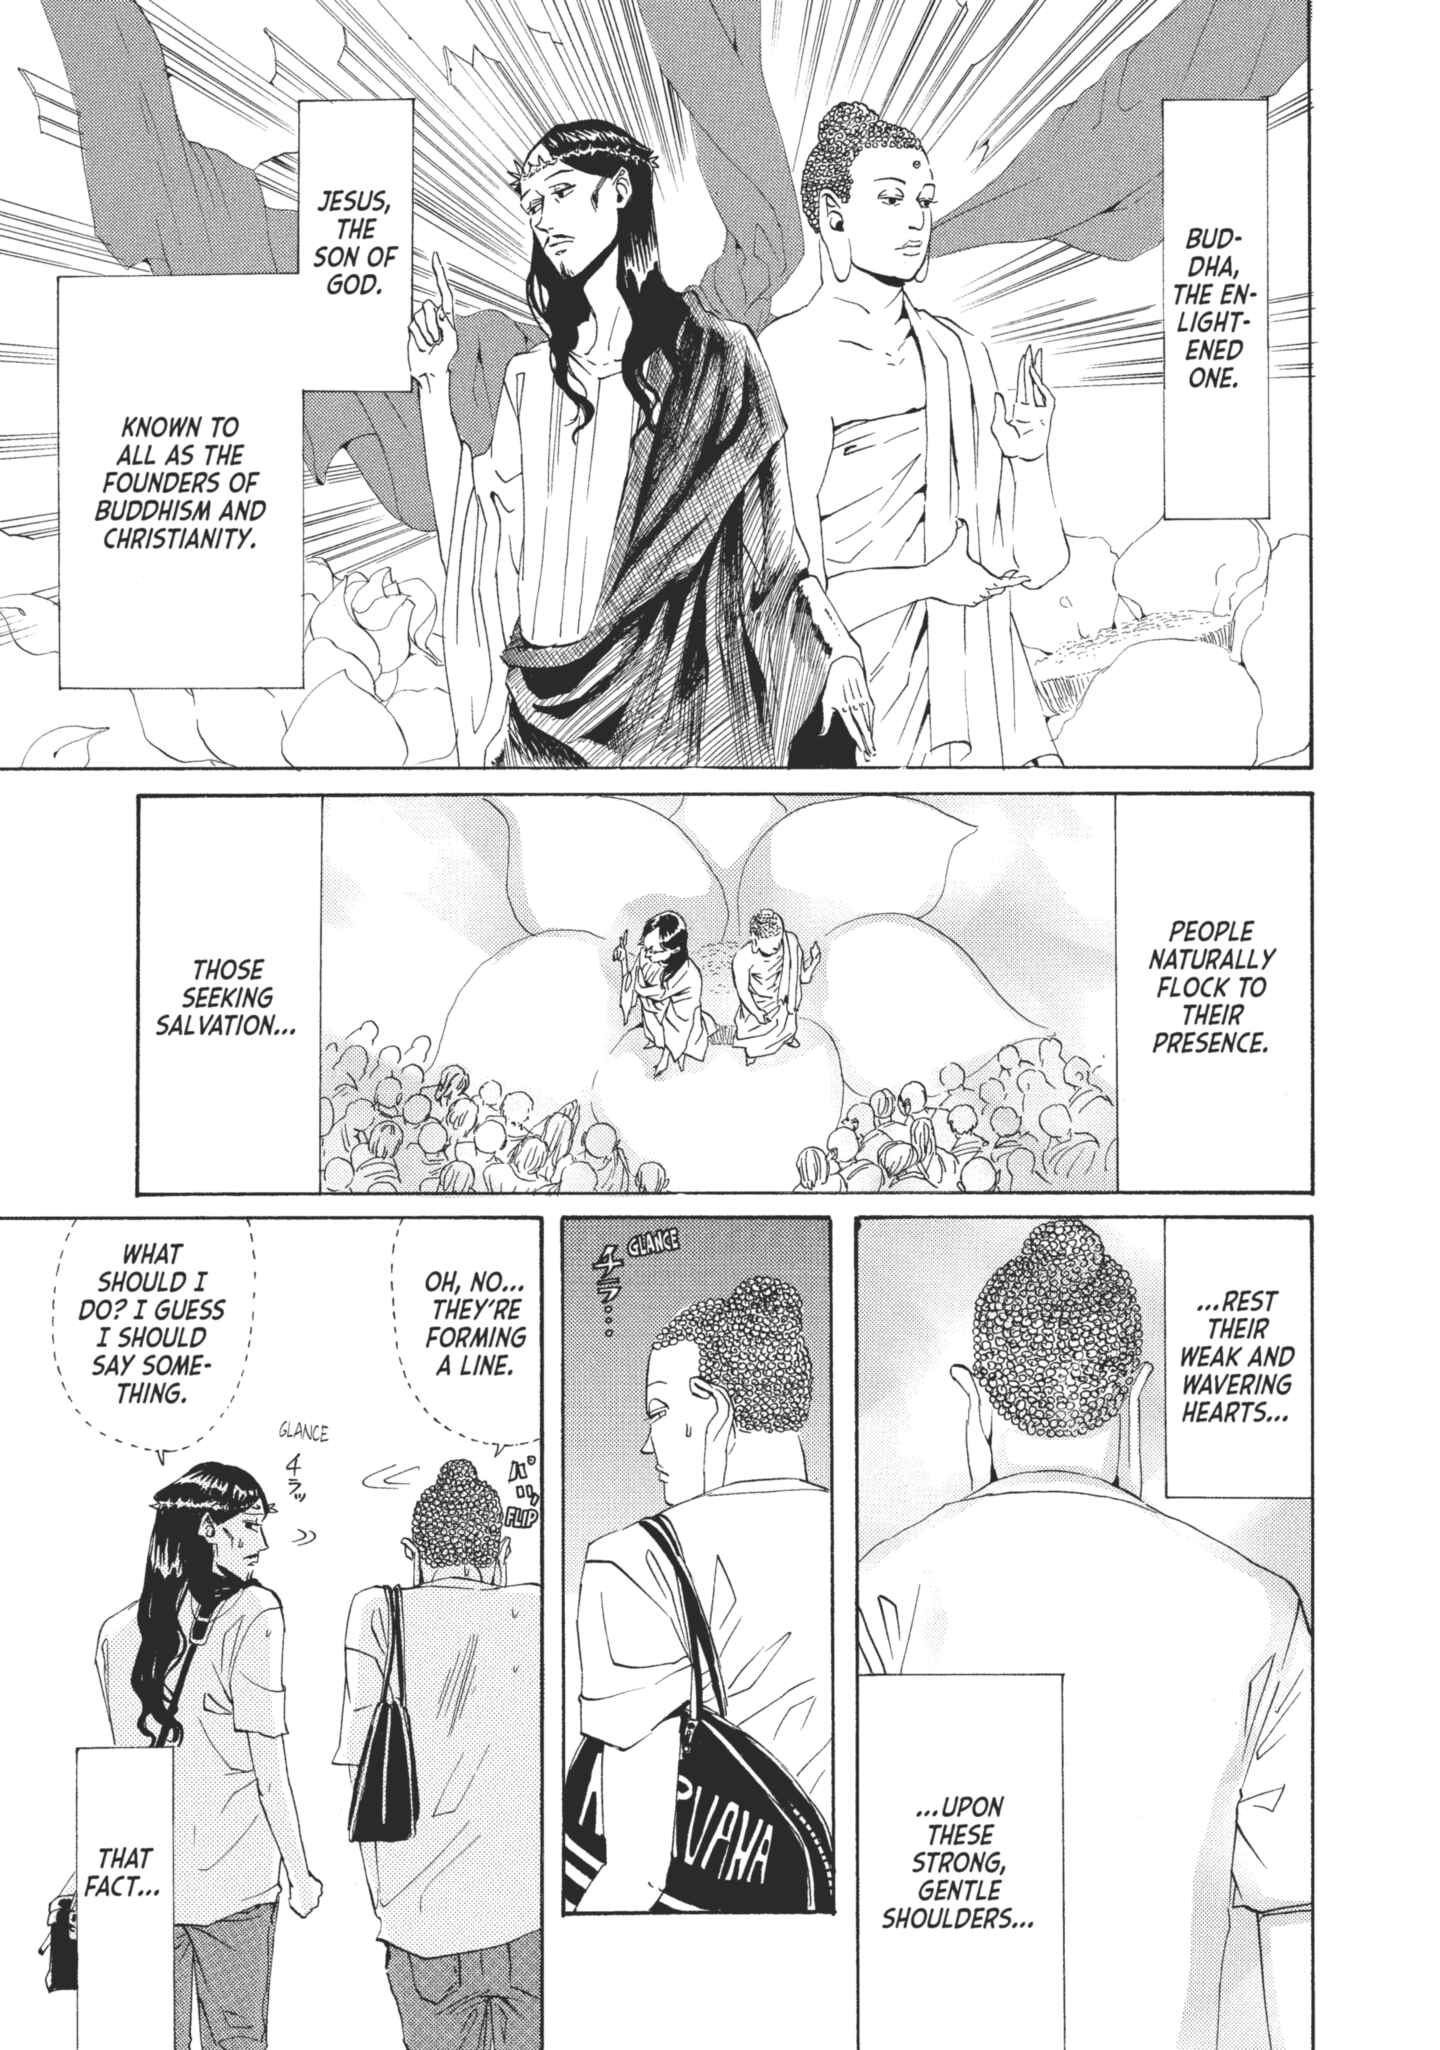 BUD-
DHA,
THE EN-
LIGHT-
ENED
ONE.
JESUS,
THE
SON OF
GOD.
KNOWN TO
ALL AS THE
FOUNDERS OF
BUDDHISM AND
CHRISTIANITY.
PEOPLE
NATURALLY
FLOCK TO
THEIR
PRESENCE.
THOSE
SEEKING
SALVATION...
...REST
THEIR
WEAK AND
WAVERING
HEARTS...
...UPON
THESE
STRONG,
GENTLE
SHOULDERS...
GLANCE
チラ...
RVANA
OH, NO...
THEY'RE
FORMING
A LINE.
パッ
FLIP
WHAT
SHOULD I
DO? I GUESS
I SHOULD
SAY SOME-
THING.
GLANCE
チラッ
THAT
FACT...